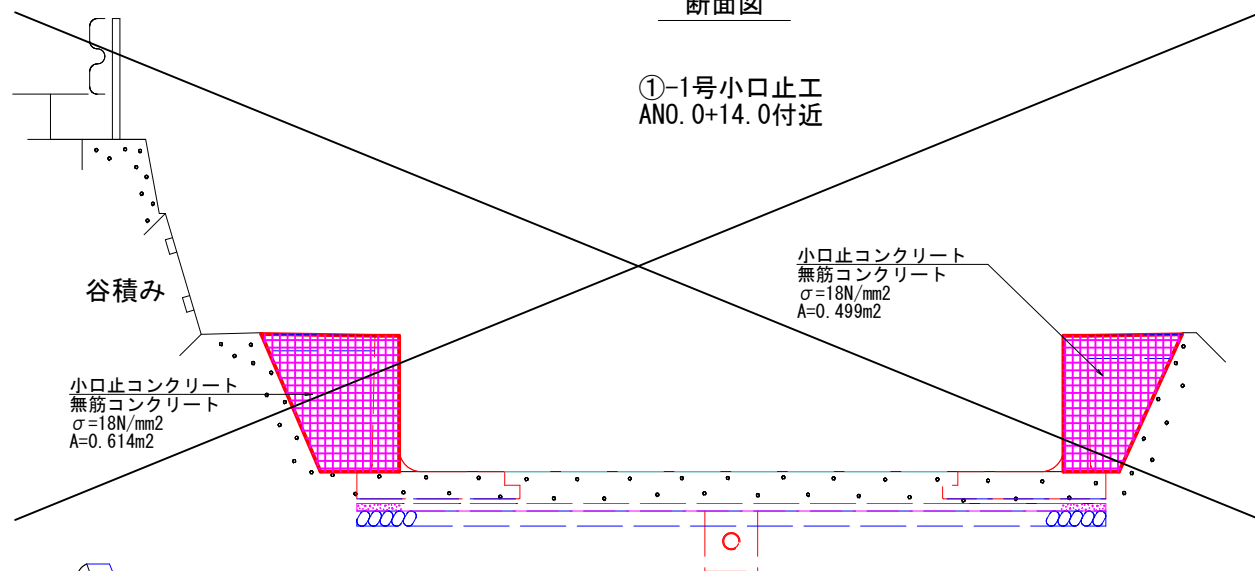 断面図
①-1号小口止工
ANO.0+14.0付近
小口止コンクリート
無筋コンクリート
σ=18N/mm2
A=0.499m2
谷積み
小口止コンクリート
無筋コンクリート
σ=18N/mm2
A=0.614m2